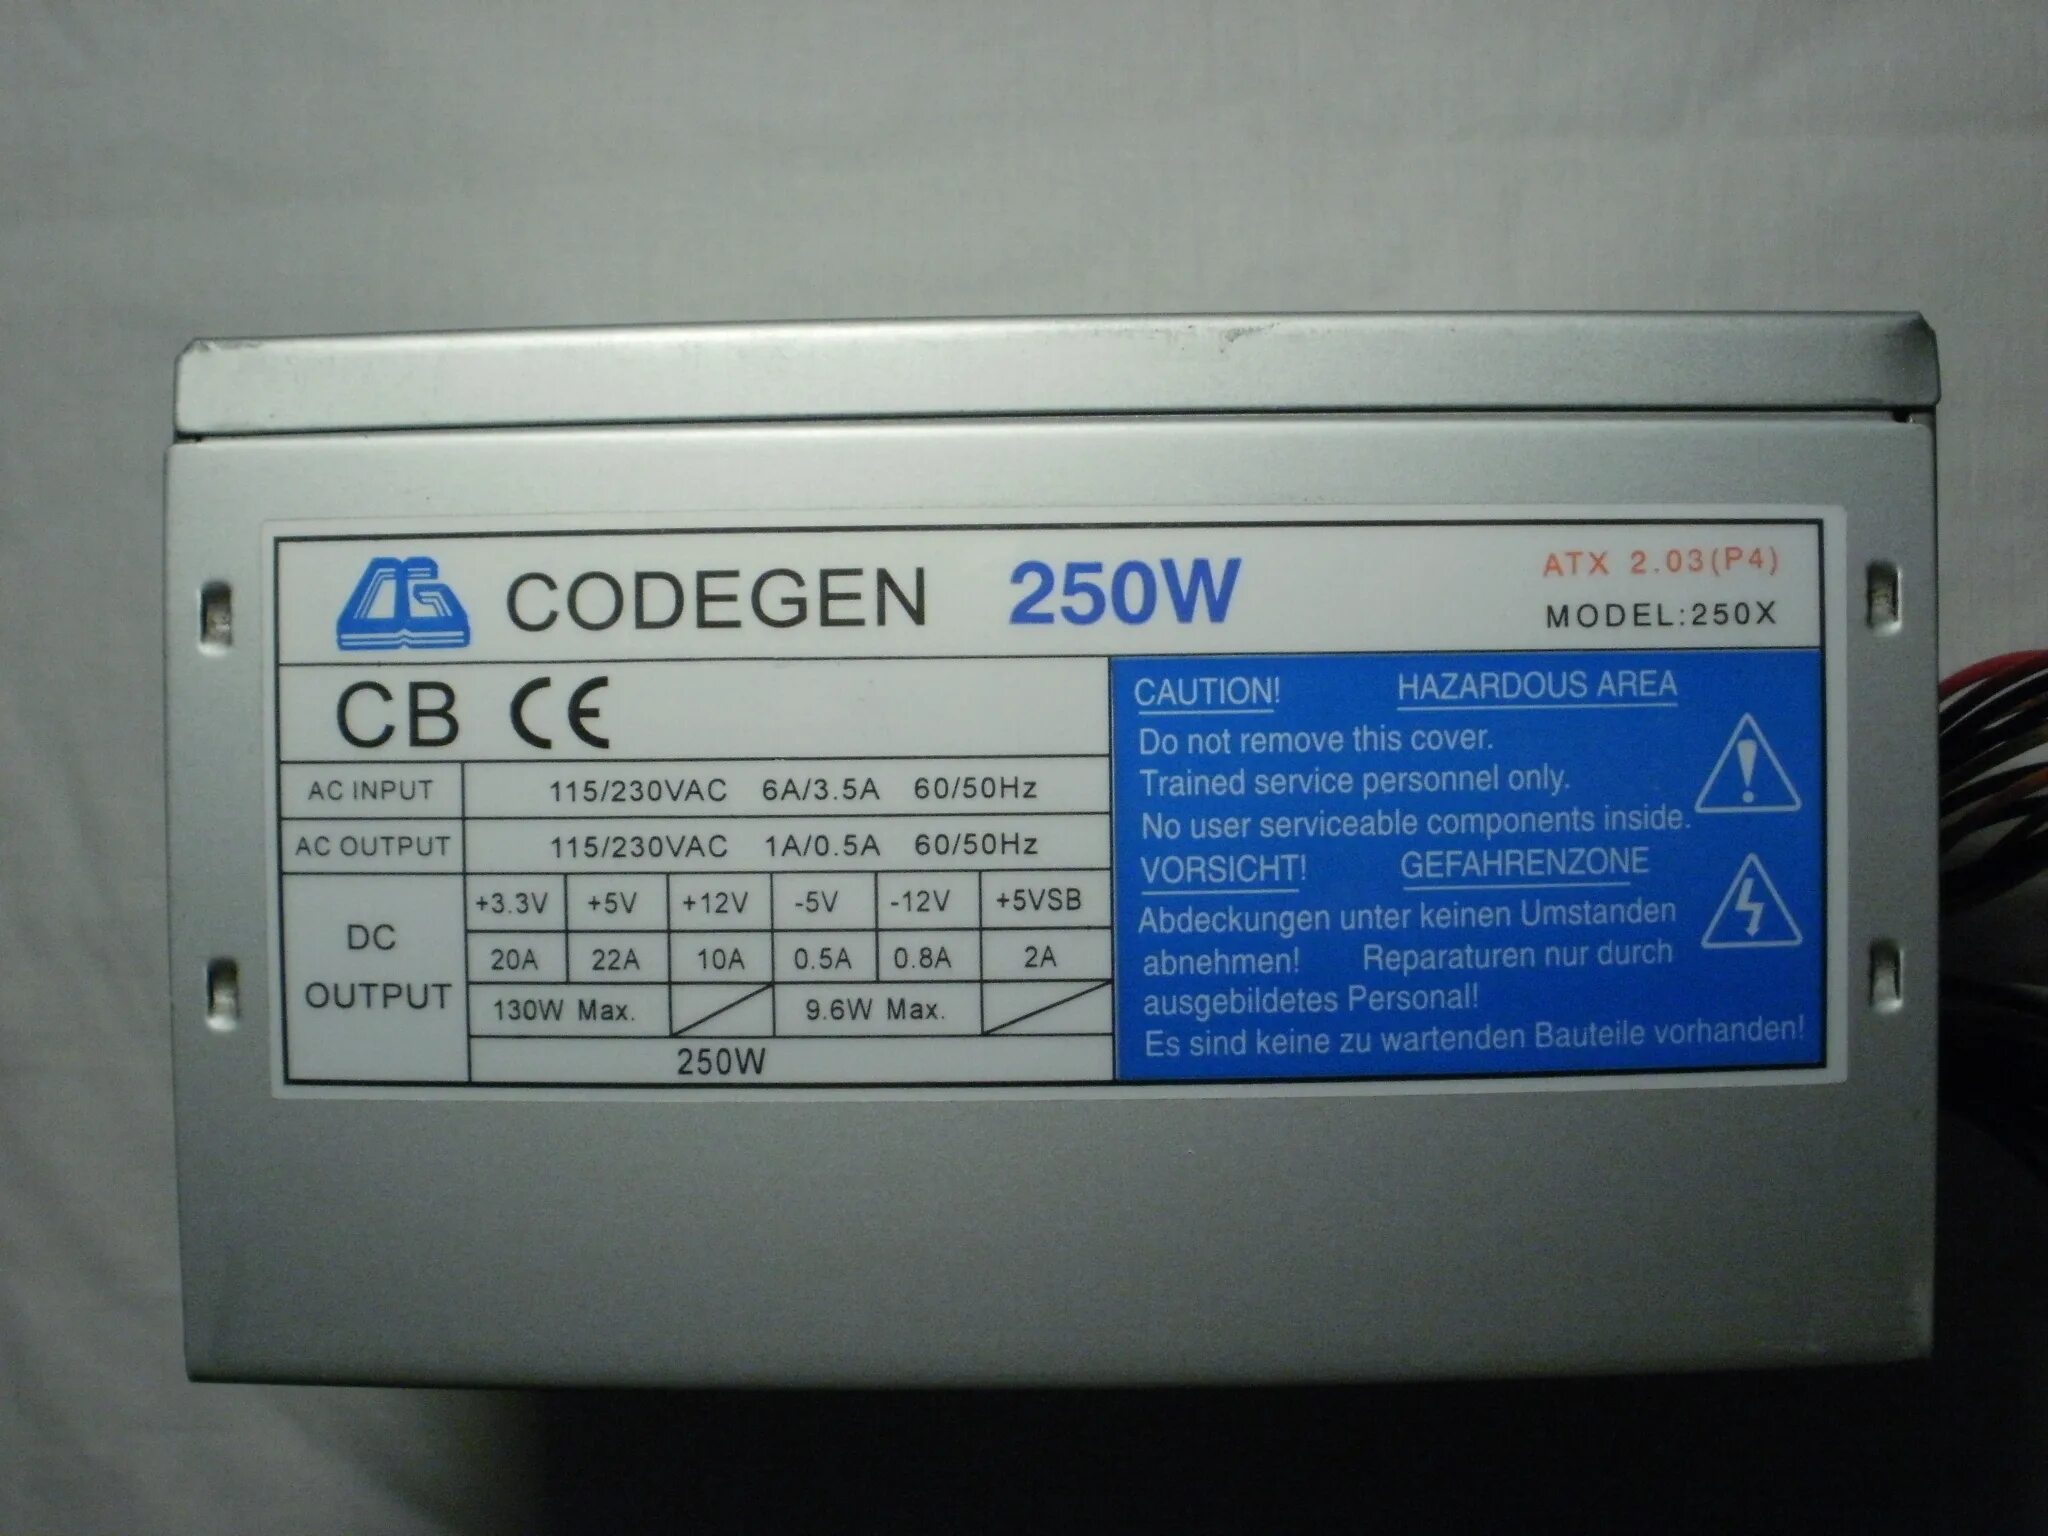 CG CODEGEN 250W
ATX 2.03(P4)
MODEL:250X
CB CE
AC INPUT 115/230VAC 6A/3.5A 60/50Hz
AC OUTPUT 115/230VAC 1A/0.5A 60/50Hz
DC OUTPUT
+3.3V +5V +12V -5V -12V +5VSB
20A 22A 10A 0.5A 0.8A 2A
130W Max. 9.6W Max.
250W
CAUTION! HAZARDOUS AREA
Do not remove this cover.
Trained service personnel only.
No user serviceable components inside.
VORSICHT! GEFAHRENZONE
Abdeckungen unter keinen Umstanden
abnehmen! Reparaturen nur durch
ausgebildetes Personal!
Es sind keine zu wartenden Bauteile vorhanden!